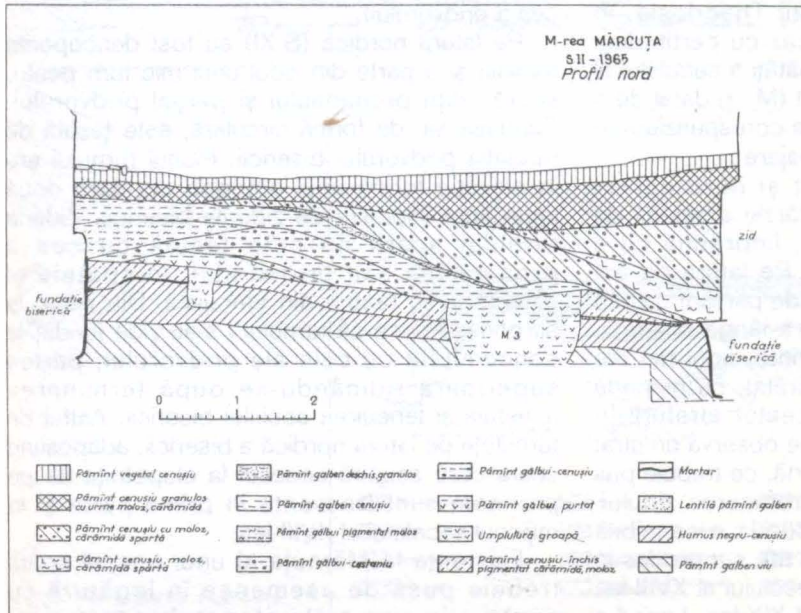 M-rea MĂRCUȚA
S II - 1965
Profil nord
zid
fundație
biserică
M 3
fundație
biserică
0 1 2
Pămînt vegetal cenușiu
Pămînt galben deschis granulos
Pămînt gălbui-cenușiu
Mortar
Pămînt cenușiu granulos
cu urme moloz, cărămidă
Pămînt galben cenușiu
Pămînt gălbui, purtat
Lentilă pămînt galben
Pămînt cenușiu cu moloz,
cărămidă spartă
Pămînt gălbui pigmentat moloz
Umplutură groapă
Humus negru-cenușiu
Pămînt cenușiu, moloz,
cărămidă spartă
Pămînt gălbui-
Pămînt cenușiu-închis
pigmentat cărămidă, moloz
Pămînt galben viu